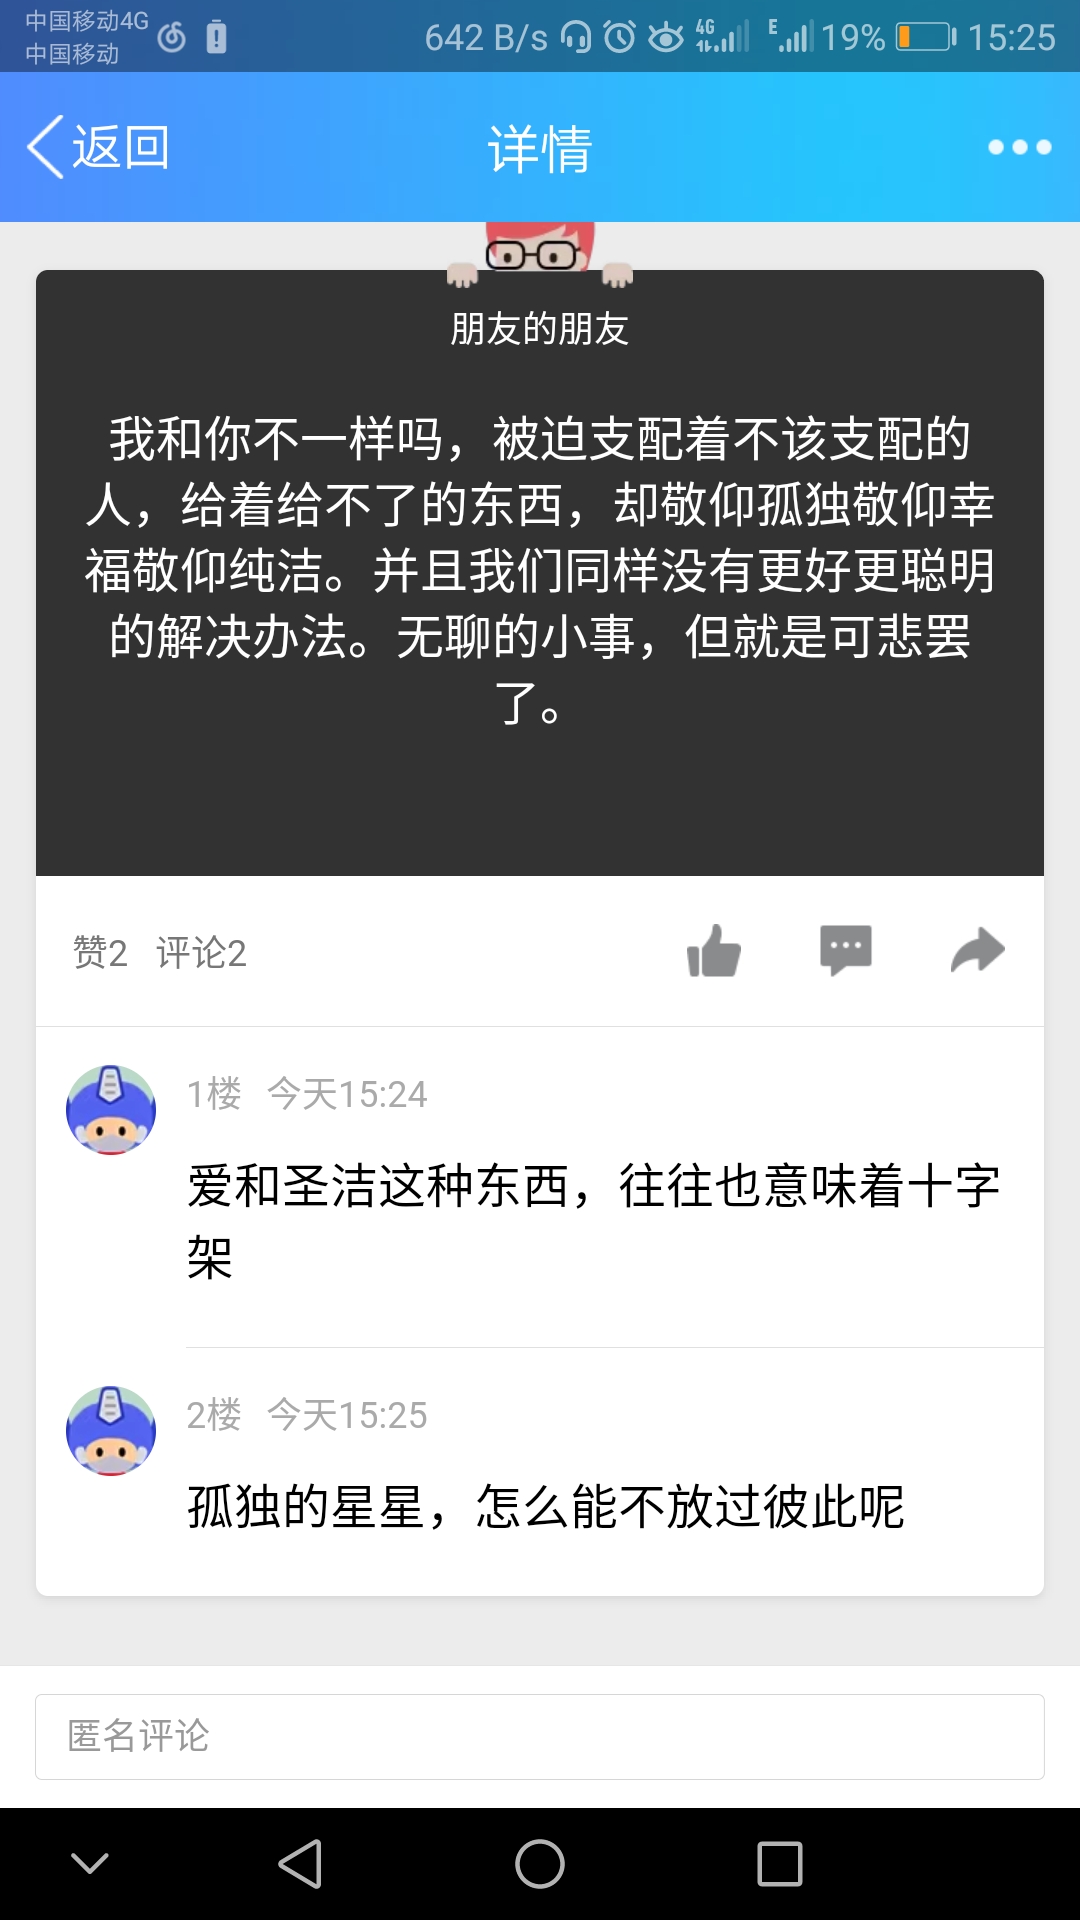 中国移动4G
中国移动
642 B/s 4G E 19% 15:25
返回 详情
朋友的朋友
我和你不一样吗，被迫支配着不该支配的
人，给着给不了的东西，却敬仰孤独敬仰幸
福敬仰纯洁。并且我们同样没有更好更聪明
的解决办法。无聊的小事，但就是可悲罢
了。
赞2 评论2
1楼 今天15:24
爱和圣洁这种东西，往往也意味着十字
架
2楼 今天15:25
孤独的星星，怎么能不放过彼此呢
匿名评论